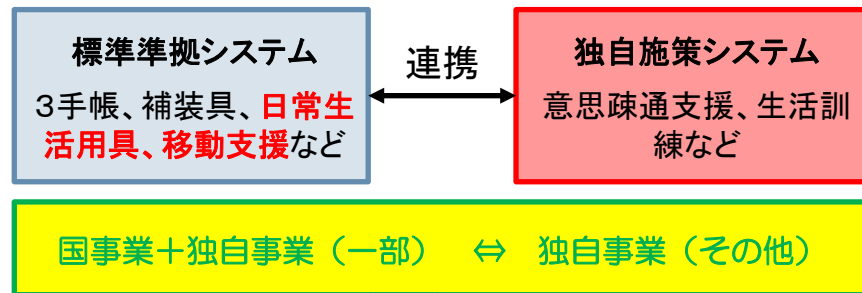 標準準拠システム
３手帳、補装具、日常生
活用具、移動支援など
連携
独自施策システム
意思疎通支援、生活訓
練など
国事業＋独自事業（一部）　⇔　独自事業（その他）